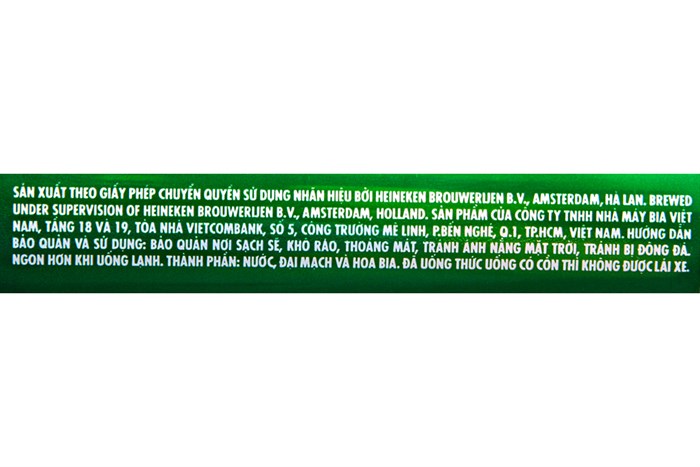 SẢN XUẤT THEO GIẤY PHÉP CHUYỂN QUYỀN SỬ DỤNG NHÃN HIỆU BỞI HEINEKEN BROUWERIJEN B.V., AMSTERDAM, HÀ LAN. BREWED
UNDER SUPERVISION OF HEINEKEN BROUWERIJEN B.V., AMSTERDAM, HOLLAND. SẢN PHẨM CỦA CÔNG TY TNHH NHÀ MÁY BIA VIỆT
NAM, TẦNG 18 VÀ 19, TÒA NHÀ VIETCOMBANK, SỐ 5, CÔNG TRƯỜNG MÊ LINH, P.BẾN NGHÉ, Q.1, TP.HCM, VIỆT NAM. HƯỚNG DẪN
BẢO QUẢN VÀ SỬ DỤNG: BẢO QUẢN NƠI SẠCH SẼ, KHÔ RÁO, THOÁNG MÁT, TRÁNH ÁNH NẮNG MẶT TRỜI, TRÁNH BỊ ĐÔNG ĐÁ.
NGON HƠN KHI UỐNG LẠNH. THÀNH PHẦN: NƯỚC, ĐẠI MẠCH VÀ HOA BIA. ĐÃ UỐNG THỨC UỐNG CÓ CỒN THÌ KHÔNG ĐƯỢC LÁI XE.